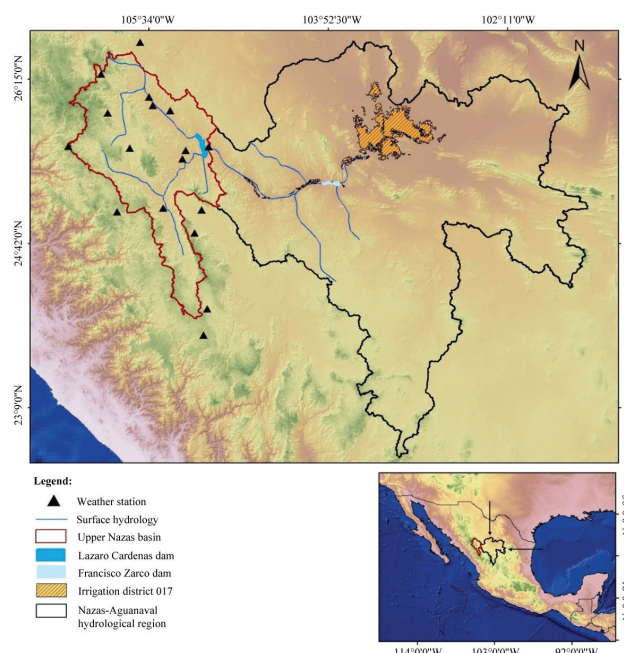 105°34'0"W 103°52'30"W 102°11'0"W
N
26°15'0"N
24°42'0"N
23°9'0"N
Legend:
Weather station
Surface hydrology
Upper Nazas basin
Lazaro Cardenas dam
Francisco Zarco dam
Irrigation district 017
Nazas-Aguanaval
hydrological region
114°0'0"W 103°0'0"W 92°0'0"W